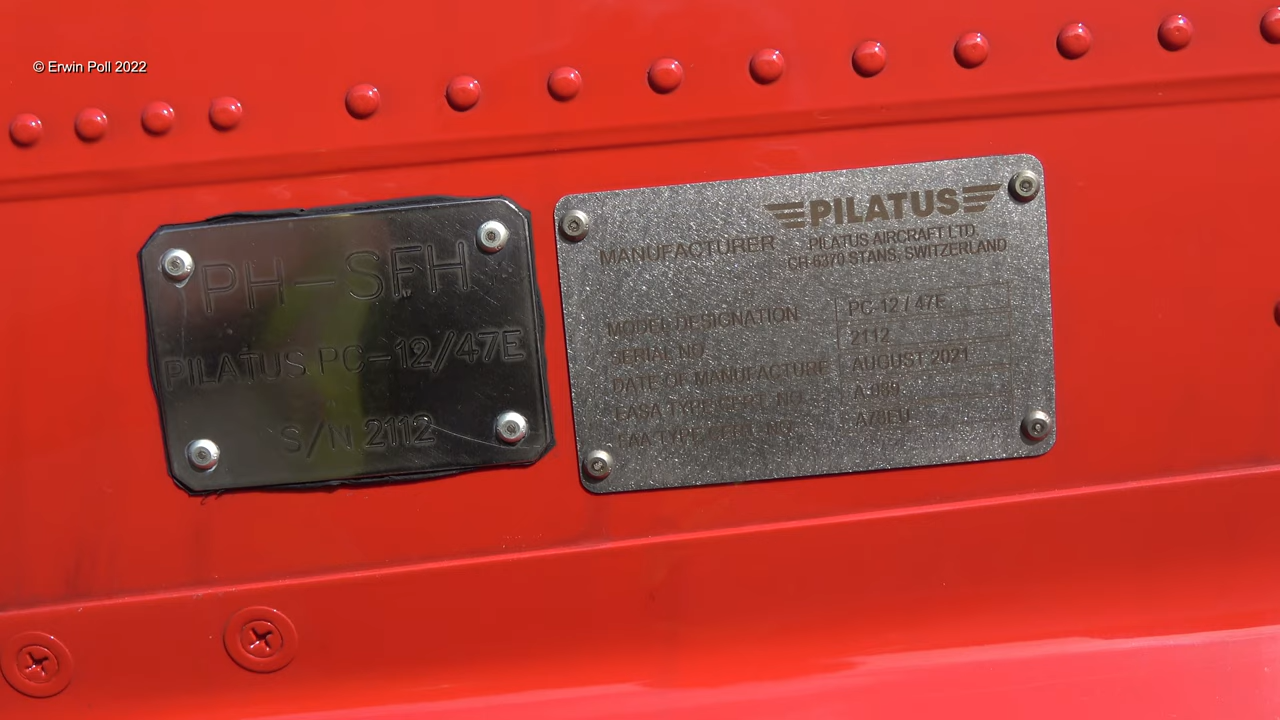 © Erwin Poll 2022
PH-SFH
PILATUS PC-12/47E
S/N 2112
PILATUS
MANUFACTURER
PILATUS AIRCRAFT LTD.
CH-6370 STANS, SWITZERLAND
MODEL DESIGNATION PC-12 / 47E
SERIAL NO. 2112
DATE OF MANUFACTURE AUGUST 2021
EASA TYPE CERT. NO.
FAA TYPE CERT. NO. A78EU